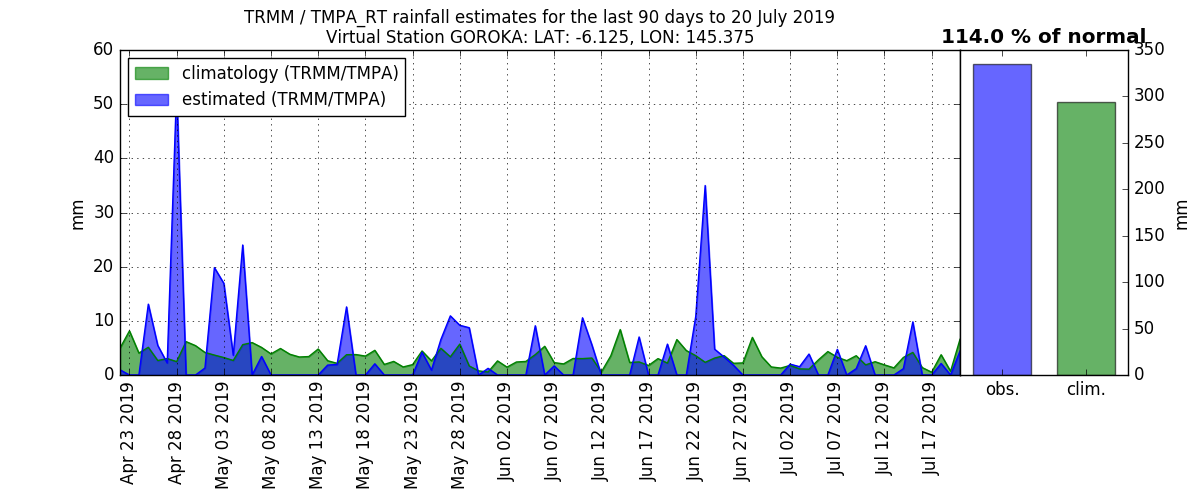 TRMM / TMPA_RT rainfall estimates for the last 90 days to 20 July 2019
Virtual Station GOROKA: LAT: -6.125, LON: 145.375
114.0 % of normal
climatology (TRMM/TMPA)
estimated (TRMM/TMPA)
60
50
40
30
20
10
0
mm
350
300
250
200
150
100
50
0
mm
Apr 23 2019
Apr 28 2019
May 03 2019
May 08 2019
May 13 2019
May 18 2019
May 23 2019
May 28 2019
Jun 02 2019
Jun 07 2019
Jun 12 2019
Jun 17 2019
Jun 22 2019
Jun 27 2019
Jul 02 2019
Jul 07 2019
Jul 12 2019
Jul 17 2019
obs.
clim.